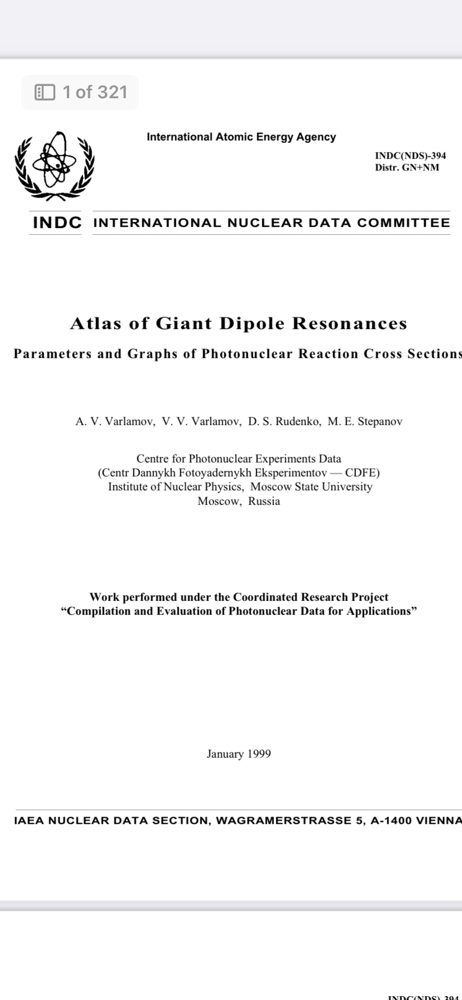 1 of 321
International Atomic Energy Agency
INDC(NDS)-394
Distr. GN+NM
INDC INTERNATIONAL NUCLEAR DATA COMMITTEE
Atlas of Giant Dipole Resonances
Parameters and Graphs of Photonuclear Reaction Cross Sections
A. V. Varlamov, V. V. Varlamov, D. S. Rudenko, M. E. Stepanov
Centre for Photonuclear Experiments Data
(Centr Dannykh Fotoyadernykh Eksperimentov — CDFE)
Institute of Nuclear Physics, Moscow State University
Moscow, Russia
Work performed under the Coordinated Research Project
“Compilation and Evaluation of Photonuclear Data for Applications”
January 1999
IAEA NUCLEAR DATA SECTION, WAGRAMERSTRASSE 5, A-1400 VIENNA
INDC(NDS)-394